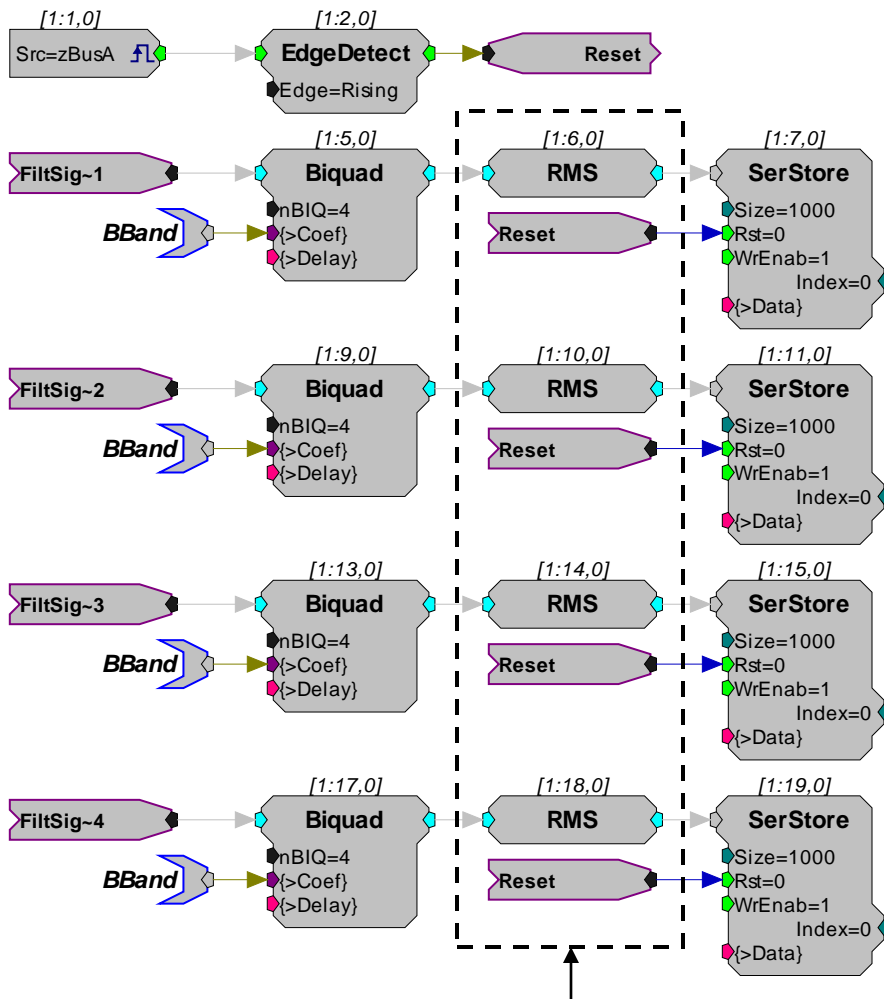 [1:1,0] [1:2,0]
Src=zBusA EdgeDetect Reset
Edge=Rising
[1:5,0] [1:6,0] [1:7,0]
FiltSig~1 Biquad RMS SerStore
nBIQ=4 Size=1000
BBand {>Coef} Reset Rst=0
{>Delay} WrEnab=1
Index=0
{>Data}
[1:9,0] [1:10,0] [1:11,0]
FiltSig~2 Biquad RMS SerStore
nBIQ=4 Size=1000
BBand {>Coef} Reset Rst=0
{>Delay} WrEnab=1
Index=0
{>Data}
[1:13,0] [1:14,0] [1:15,0]
FiltSig~3 Biquad RMS SerStore
nBIQ=4 Size=1000
BBand {>Coef} Reset Rst=0
{>Delay} WrEnab=1
Index=0
{>Data}
[1:17,0] [1:18,0] [1:19,0]
FiltSig~4 Biquad RMS SerStore
nBIQ=4 Size=1000
BBand {>Coef} Reset Rst=0
{>Delay} WrEnab=1
Index=0
{>Data}